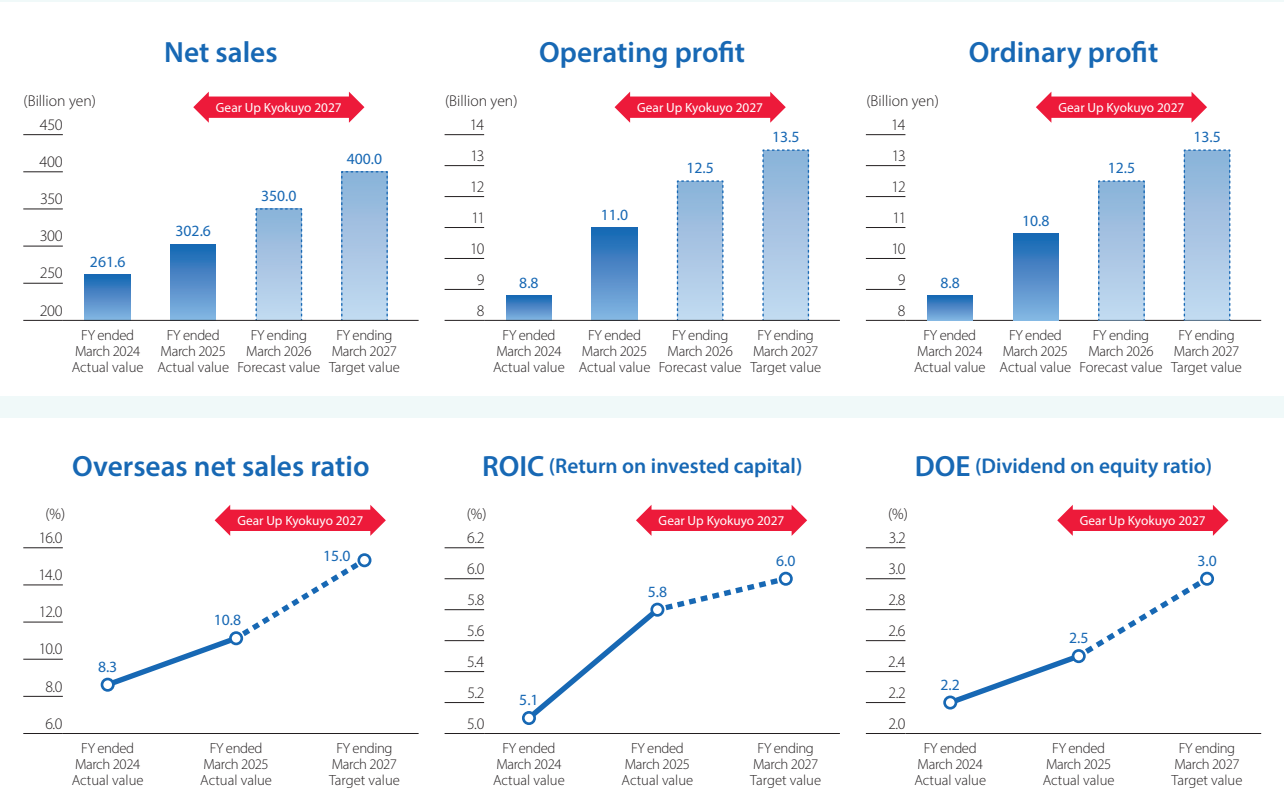 Net sales
(Billion yen)
Gear Up Kyokuyo 2027
450
400
350
300
250
200
261.6
302.6
350.0
400.0
FY ended
March 2024
Actual value
FY ended
March 2025
Actual value
FY ending
March 2026
Forecast value
FY ending
March 2027
Target value
Operating profit
(Billion yen)
Gear Up Kyokuyo 2027
14
13
12
11
10
9
8
8.8
11.0
12.5
13.5
FY ended
March 2024
Actual value
FY ended
March 2025
Actual value
FY ending
March 2026
Forecast value
FY ending
March 2027
Target value
Ordinary profit
(Billion yen)
Gear Up Kyokuyo 2027
14
13
12
11
10
9
8
8.8
10.8
12.5
13.5
FY ended
March 2024
Actual value
FY ended
March 2025
Actual value
FY ending
March 2026
Forecast value
FY ending
March 2027
Target value
Overseas net sales ratio
(%)
Gear Up Kyokuyo 2027
16.0
14.0
12.0
10.0
8.0
6.0
8.3
10.8
15.0
FY ended
March 2024
Actual value
FY ended
March 2025
Actual value
FY ending
March 2027
Target value
ROIC (Return on invested capital)
(%)
Gear Up Kyokuyo 2027
6.2
6.0
5.8
5.6
5.4
5.2
5.0
5.1
5.8
6.0
FY ended
March 2024
Actual value
FY ended
March 2025
Actual value
FY ending
March 2027
Target value
DOE (Dividend on equity ratio)
(%)
Gear Up Kyokuyo 2027
3.2
3.0
2.8
2.6
2.4
2.2
2.0
2.2
2.5
3.0
FY ended
March 2024
Actual value
FY ended
March 2025
Actual value
FY ending
March 2027
Target value